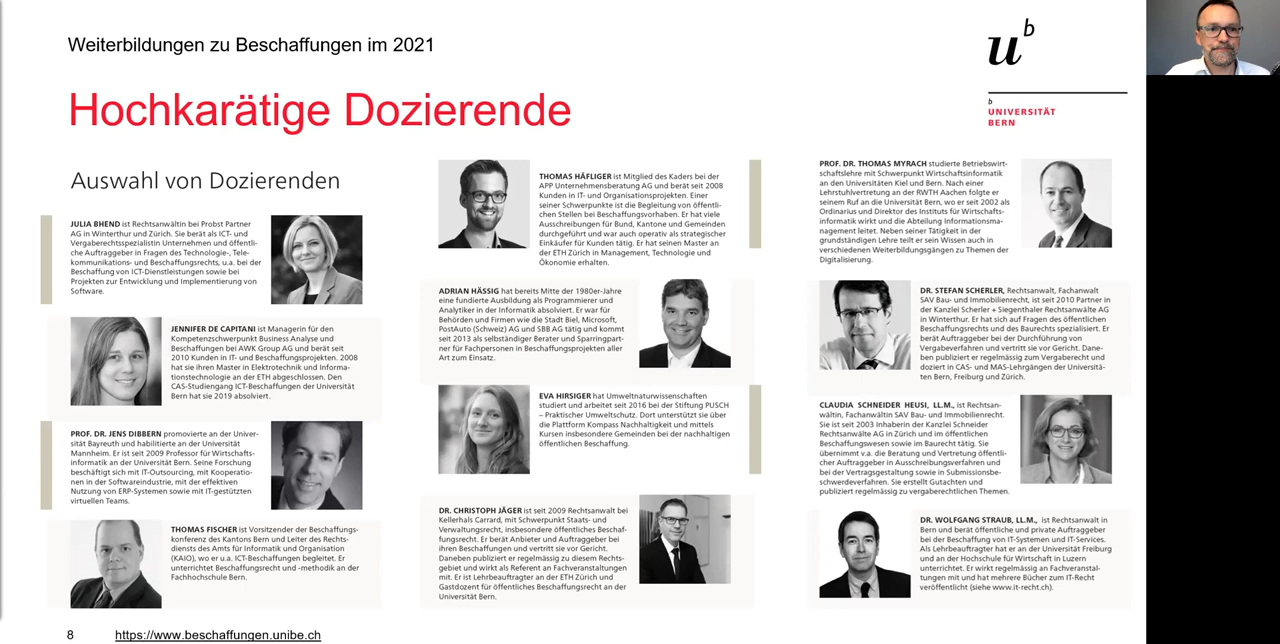 Weiterbildungen zu Beschaffungen im 2021
Hochkarätige Dozierende
u
b
b
UNIVERSITÄT
BERN
Auswahl von Dozierenden
JULIA BHEND ist Rechtsanwältin bei Probst Partner
AG in Winterthur und Zürich. Sie berät als ICT- und
Vergaberechtsspezialistin Unternehmen und öffentli-
che Auftraggeber in Fragen des Technologie-, Tele-
kommunikations- und Beschaffungsrechts, u.a. bei der
Beschaffung von ICT-Dienstleistungen sowie bei
Projekten zur Entwicklung und Implementierung von
Software.
JENNIFER DE CAPITANI ist Managerin für den
Kompetenzschwerpunkt Business Analyse und
Beschaffungen bei AWK Group AG und berät seit
2010 Kunden in IT- und Beschaffungsprojekten. 2008
hat sie ihren Master in Elektrotechnik und Informa-
tionstechnologie an der ETH abgeschlossen. Den
CAS-Studiengang ICT-Beschaffungen der Universität
Bern hat sie 2019 absolviert.
PROF. DR. JENS DIBBERN promovierte an der Univer-
sität Bayreuth und habilitierte an der Universität
Mannheim. Er ist seit 2009 Professor für Wirtschafts-
informatik an der Universität Bern. Seine Forschung
beschäftigt sich mit IT-Outsourcing, mit Kooperatio-
nen in der Softwareindustrie, mit der effektiven
Nutzung von ERP-Systemen sowie mit IT-gestützten
virtuellen Teams.
THOMAS FISCHER ist Vorsitzender der Beschaffungs-
konferenz des Kantons Bern und Leiter des Rechts-
diensts des Amts für Informatik und Organisation
(KAIO), wo er u.a. ICT-Beschaffungen begleitet. Er
unterrichtet Beschaffungsrecht und -methodik an der
Fachhochschule Bern.
THOMAS HÄFLIGER ist Mitglied des Kaders bei der
APP Unternehmensberatung AG und berät seit 2008
Kunden in IT- und Organisationsprojekten. Einer
seiner Schwerpunkte ist die Begleitung von öffentli-
chen Stellen bei Beschaffungsvorhaben. Er hat viele
Ausschreibungen für Bund, Kantone und Gemeinden
durchgeführt und war auch operativ als strategischer
Einkäufer für Kunden tätig. Er hat seinen Master an
der ETH Zürich in Management, Technologie und
Ökonomie erhalten.
ADRIAN HÄSSIG hat bereits Mitte der 1980er-Jahre
eine fundierte Ausbildung als Programmierer und
Analytiker in der Informatik absolviert. Er war für
Behörden und Firmen wie die Stadt Biel, Microsoft,
PostAuto (Schweiz) AG und SBB AG tätig und kommt
seit 2013 als selbständiger Berater und Sparringpart-
ner für Fachpersonen in Beschaffungsprojekten aller
Art zum Einsatz.
EVA HIRSIGER hat Umweltnaturwissenschaften
studiert und arbeitet seit 2016 bei der Stiftung PUSCH
– Praktischer Umweltschutz. Dort unterstützt sie über
die Plattform Kompass Nachhaltigkeit und mittels
Kursen insbesondere Gemeinden bei der nachhaltigen
öffentlichen Beschaffung.
DR. CHRISTOPH JÄGER ist seit 2009 Rechtsanwalt bei
Kellerhals Carrard, mit Schwerpunkt Staats- und
Verwaltungsrecht, insbesondere öffentliches Beschaf-
fungsrecht. Er berät Anbieter und Auftraggeber bei
ihren Beschaffungen und vertritt sie vor Gericht.
Daneben publiziert er regelmässig zu diesem Rechts-
gebiet und wirkt als Referent an Fachveranstaltungen
mit. Er ist Lehrbeauftragter an der ETH Zürich und
Gastdozent für öffentliches Beschaffungsrecht an der
Universität Bern.
PROF. DR. THOMAS MYRACH studierte Betriebswirt-
schaftslehre mit Schwerpunkt Wirtschaftsinformatik
an den Universitäten Kiel und Bern. Nach einer
Lehrstuhlvertretung an der RWTH Aachen folgte er
seinem Ruf an die Universität Bern, wo er seit 2002 als
Ordinarius und Direktor des Instituts für Wirtschafts-
informatik wirkt und die Abteilung Informationsma-
nagement leitet. Neben seiner Tätigkeit in der
grundständigen Lehre teilt er sein Wissen auch in
verschiedenen Weiterbildungsgängen zu Themen der
Digitalisierung.
DR. STEFAN SCHERLER, Rechtsanwalt, Fachanwalt
SAV Bau- und Immobilienrecht, ist seit 2010 Partner in
der Kanzlei Scherler + Siegenthaler Rechtsanwälte AG
in Winterthur. Er hat sich auf Fragen des öffentlichen
Beschaffungsrechts und des Baurechts spezialisiert. Er
berät Auftraggeber bei der Durchführung von
Vergabeverfahren und vertritt sie vor Gericht. Dane-
ben publiziert er regelmässig zum Vergaberecht und
doziert in CAS- und MAS-Lehrgängen der Universitä-
ten Bern, Freiburg und Zürich.
CLAUDIA SCHNEIDER HEUSI, LL.M., ist Rechtsan-
wältin, Fachanwältin SAV Bau- und Immobilienrecht.
Sie ist seit 2003 Inhaberin der Kanzlei Schneider
Rechtsanwälte AG in Zürich und im öffentlichen
Beschaffungswesen sowie im Baurecht tätig. Sie
übernimmt v.a. die Beratung und Vertretung öffentli-
cher Auftraggeber in Ausschreibungsverfahren und
bei der Vertragsgestaltung sowie in Submissionsbe-
schwerdeverfahren. Sie erstellt Gutachten und
publiziert regelmässig zu vergaberechtlichen Themen.
DR. WOLFGANG STRAUB, LL.M., ist Rechtsanwalt in
Bern und berät öffentliche und private Auftraggeber
bei der Beschaffung von IT-Systemen und IT-Services.
Als Lehrbeauftragter hat er an der Universität Freiburg
und an der Hochschule für Wirtschaft in Luzern
unterrichtet. Er wirkt regelmässig an Fachveranstal-
tungen mit und hat mehrere Bücher zum IT-Recht
veröffentlicht (siehe www.it-recht.ch).
8 https://www.beschaffungen.unibe.ch